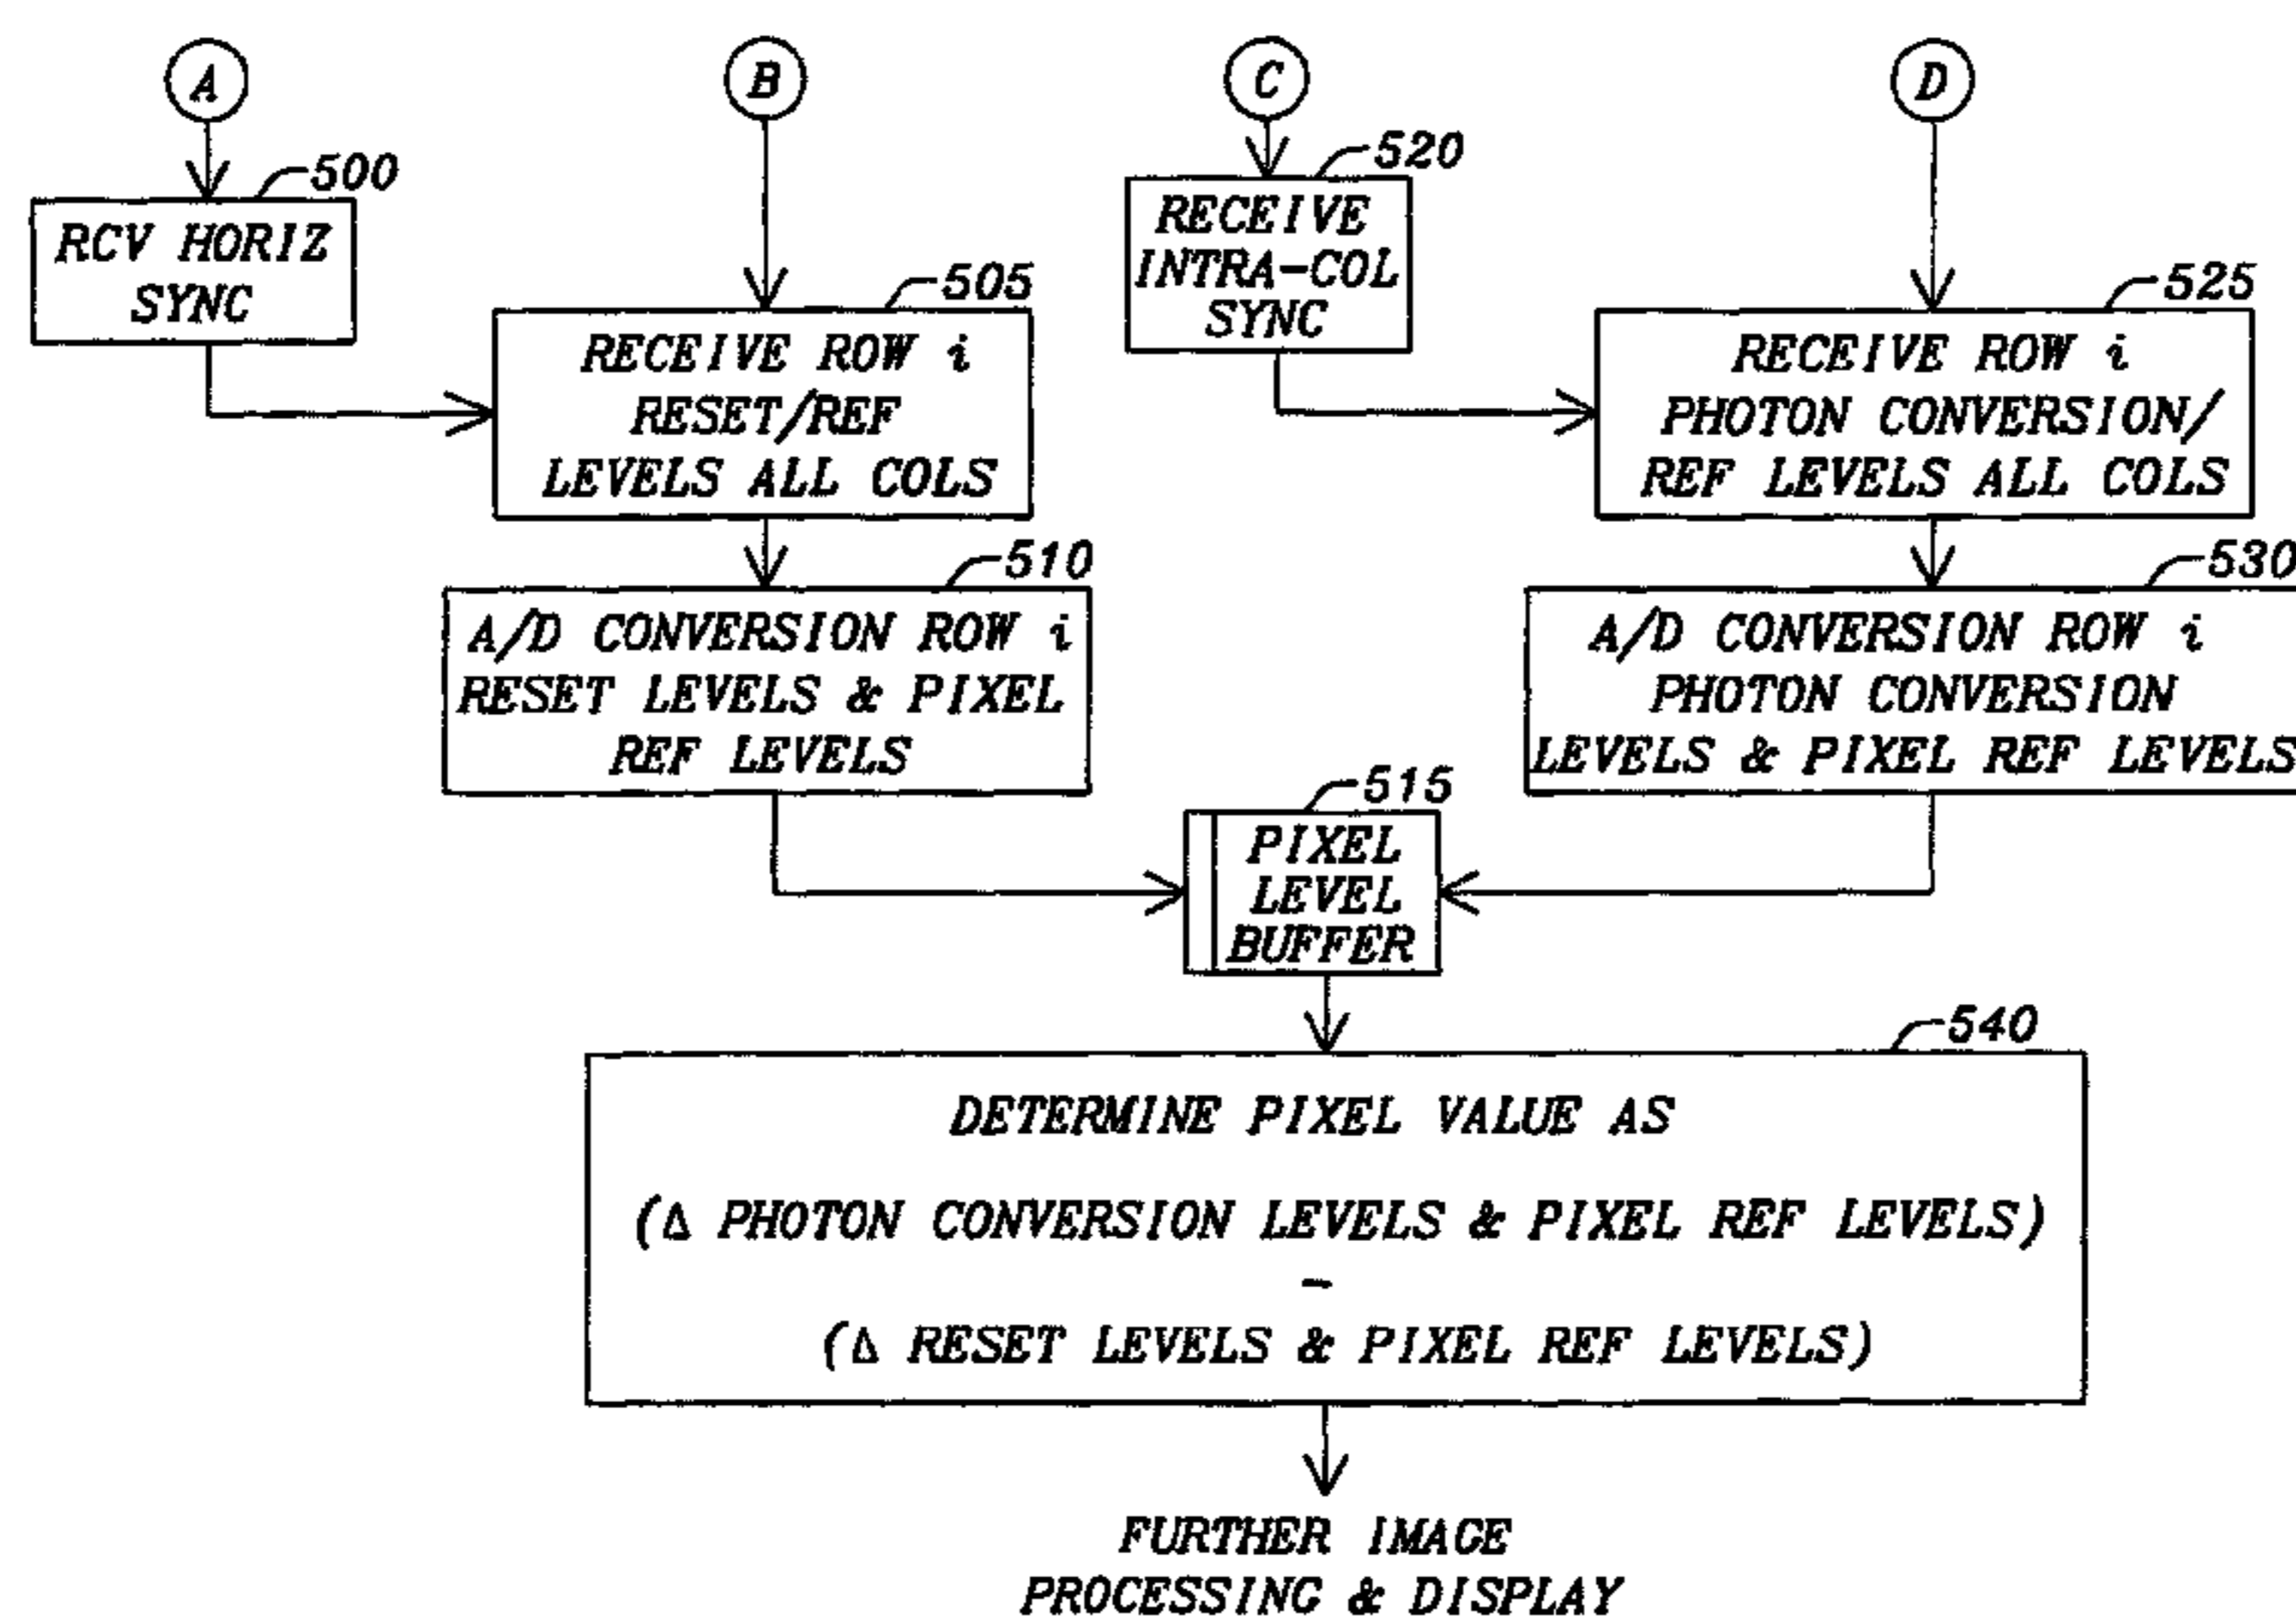 A
B
C
D
500
RCV HORIZ
SYNC
505
RECEIVE ROW i
RESET/REF
LEVELS ALL COLS
520
RECEIVE
INTRA-COL
SYNC
525
RECEIVE ROW i
PHOTON CONVERSION/
REF LEVELS ALL COLS
510
A/D CONVERSION ROW i
RESET LEVELS & PIXEL
REF LEVELS
530
A/D CONVERSION ROW i
PHOTON CONVERSION
LEVELS & PIXEL REF LEVELS
515
PIXEL
LEVEL
BUFFER
540
DETERMINE PIXEL VALUE AS
(Δ PHOTON CONVERSION LEVELS & PIXEL REF LEVELS)
-
(Δ RESET LEVELS & PIXEL REF LEVELS)
FURTHER IMAGE
PROCESSING & DISPLAY